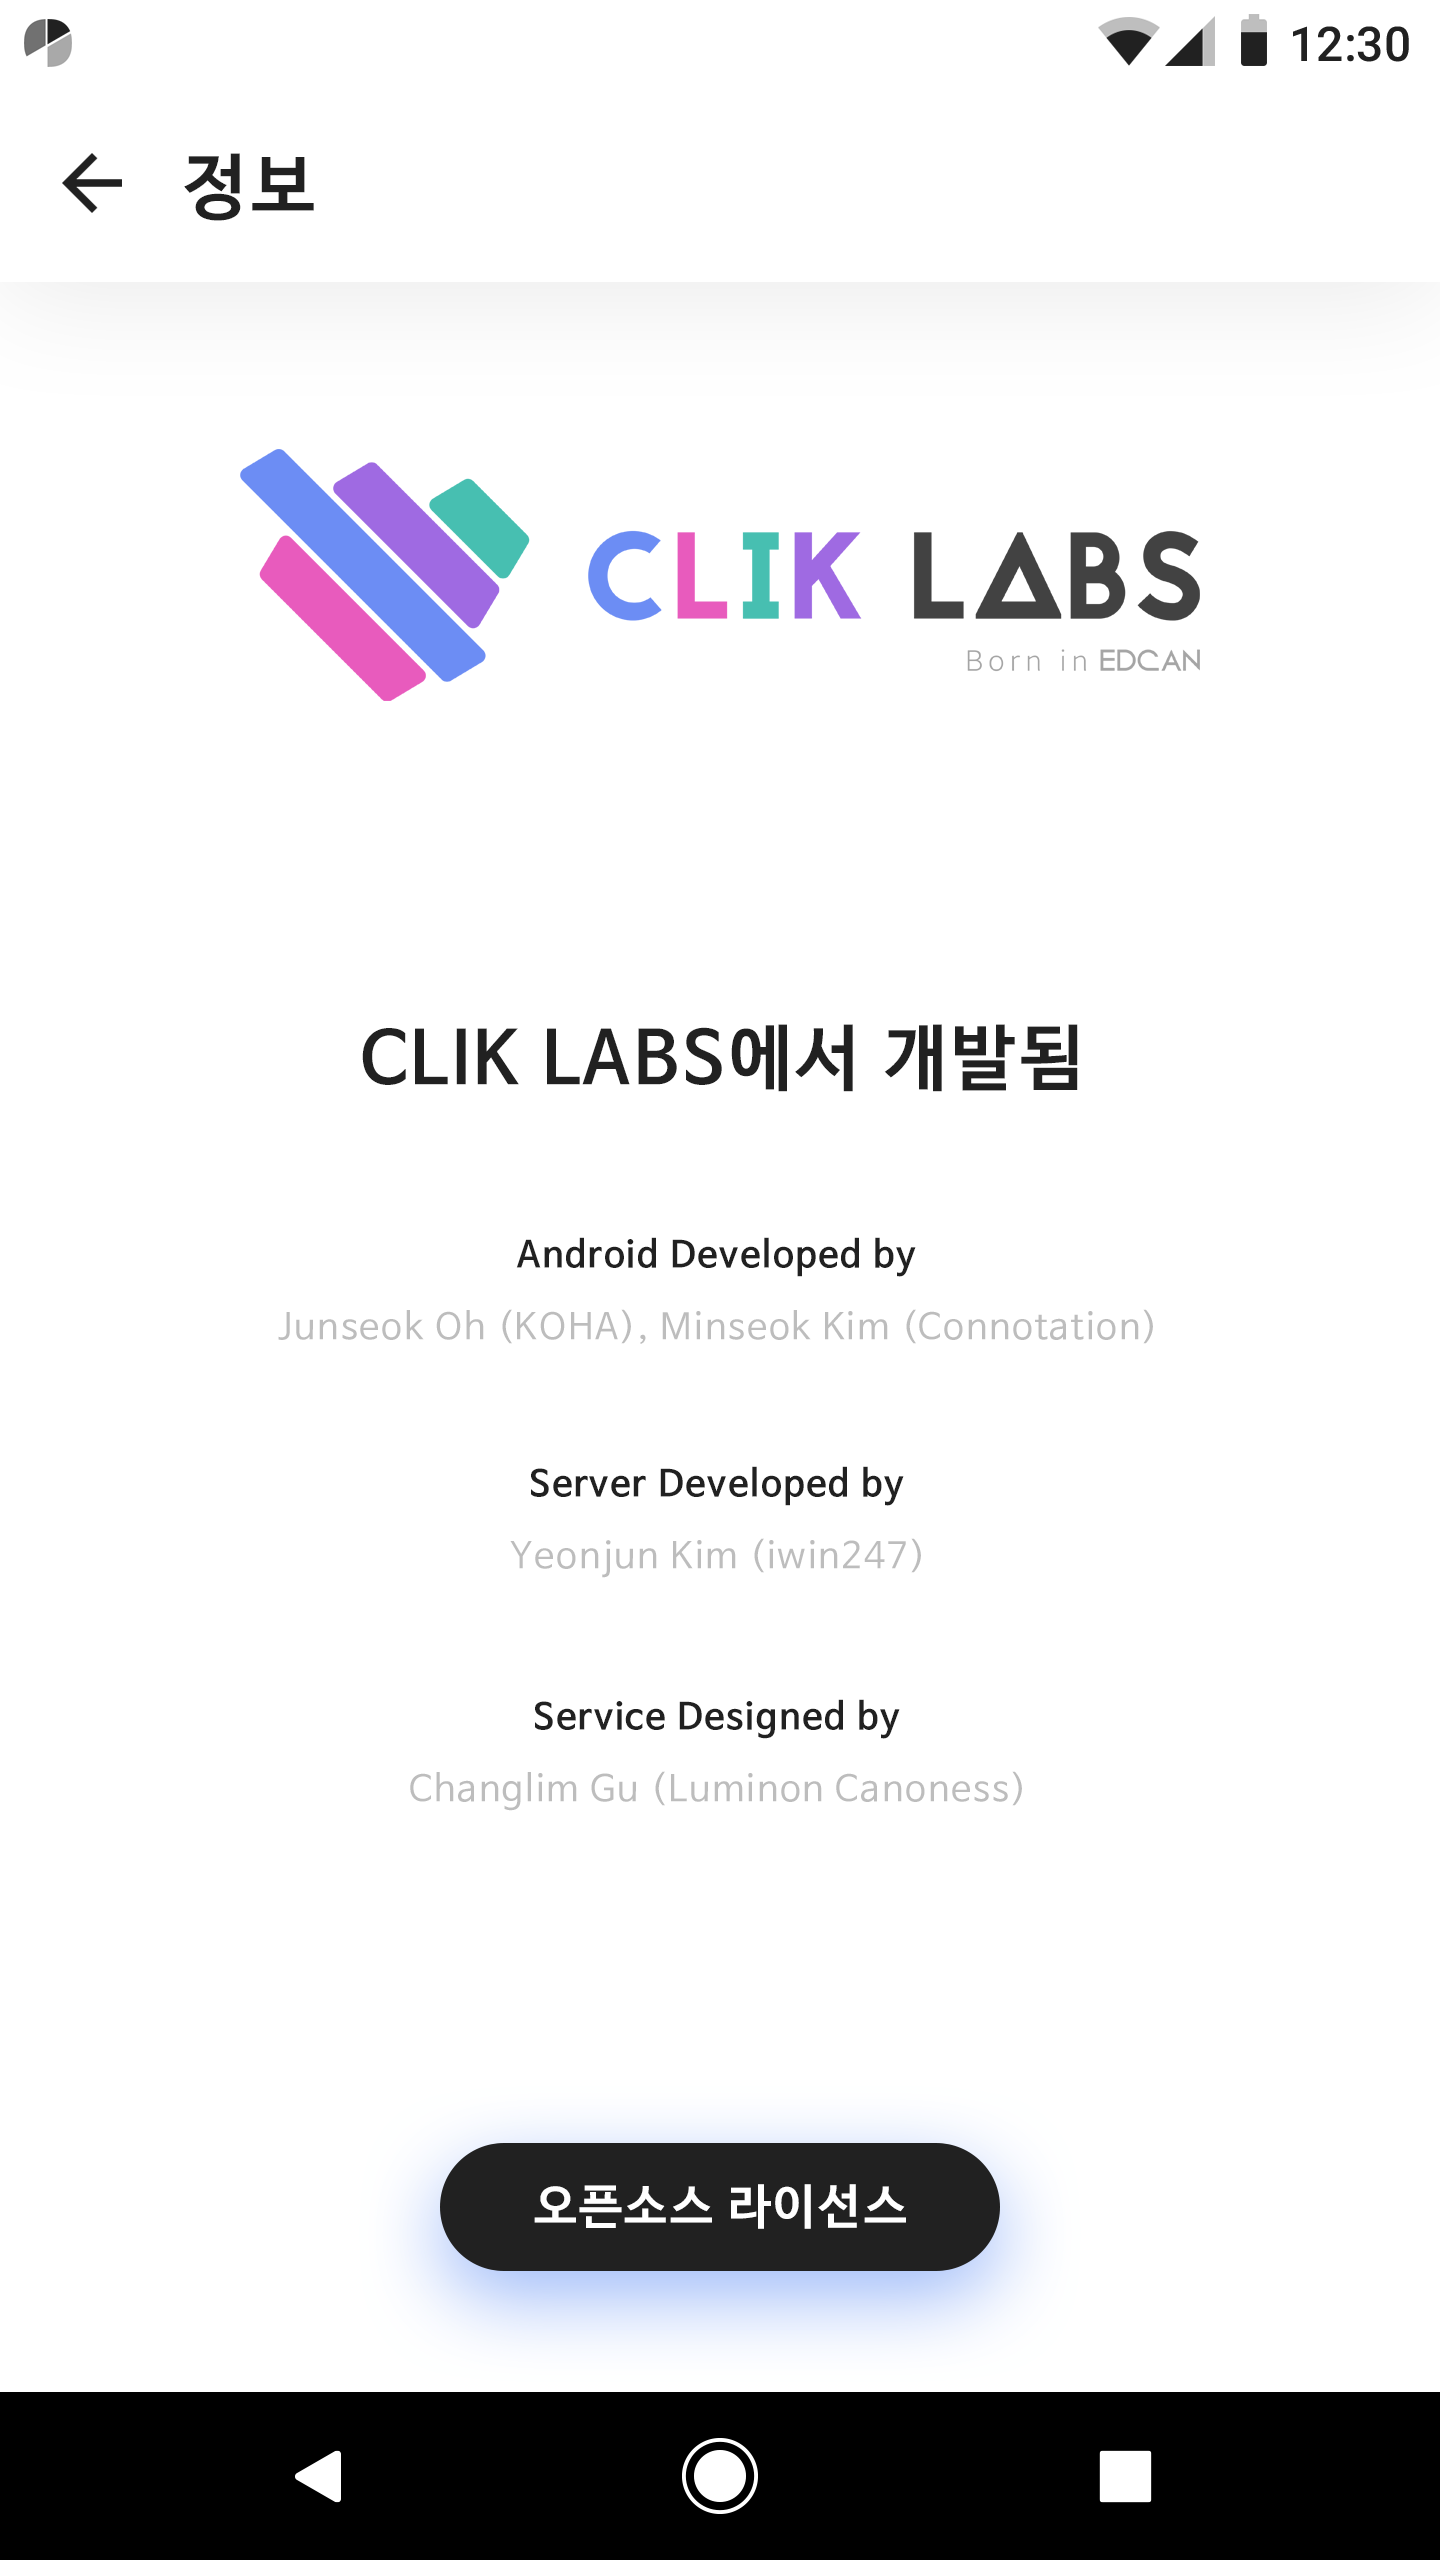 12:30
정보
CLIK LABS
Born in EDCAN
CLIK LABS에서 개발됨
Android Developed by
Junseok Oh (KOHA), Minseok Kim (Connotation)
Server Developed by
Yeonjun Kim (iwin247)
Service Designed by
Changlim Gu (Luminon Canoness)
오픈소스 라이선스